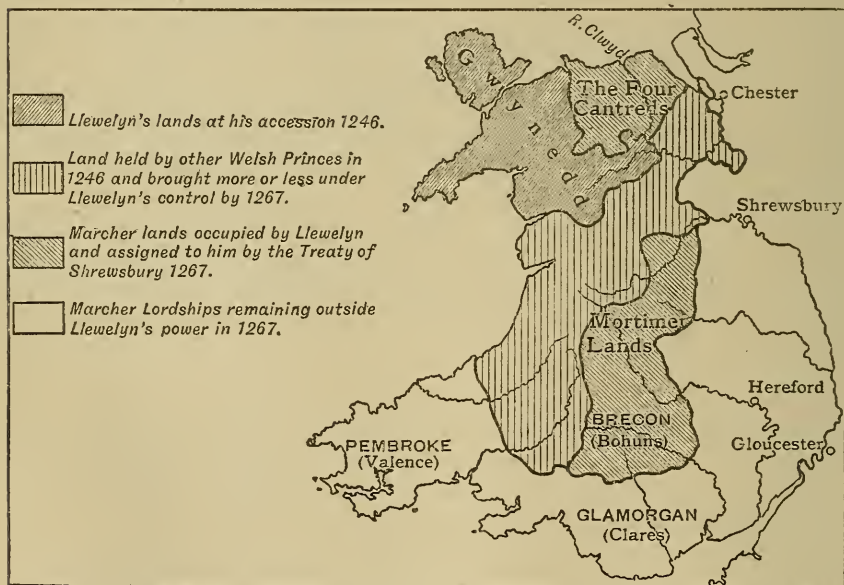 Llewelyn's lands at his accession 1246.
Land held by other Welsh Princes in
1246 and brought more or less under
Llewelyn's control by 1267.
Marcher lands occupied by Llewelyn
and assigned to him by the Treaty of
Shrewsbury 1267.
Marcher Lordships remaining outside
Llewelyn's power in 1267.
R. Clwyd
Gwynedd
The Four
Cantreds
Chester
Shrewsbury
Mortimer
Lands
Hereford
BRECON
(Bohuns)
Gloucester
PEMBROKE
(Valence)
GLAMORGAN
(Clares)